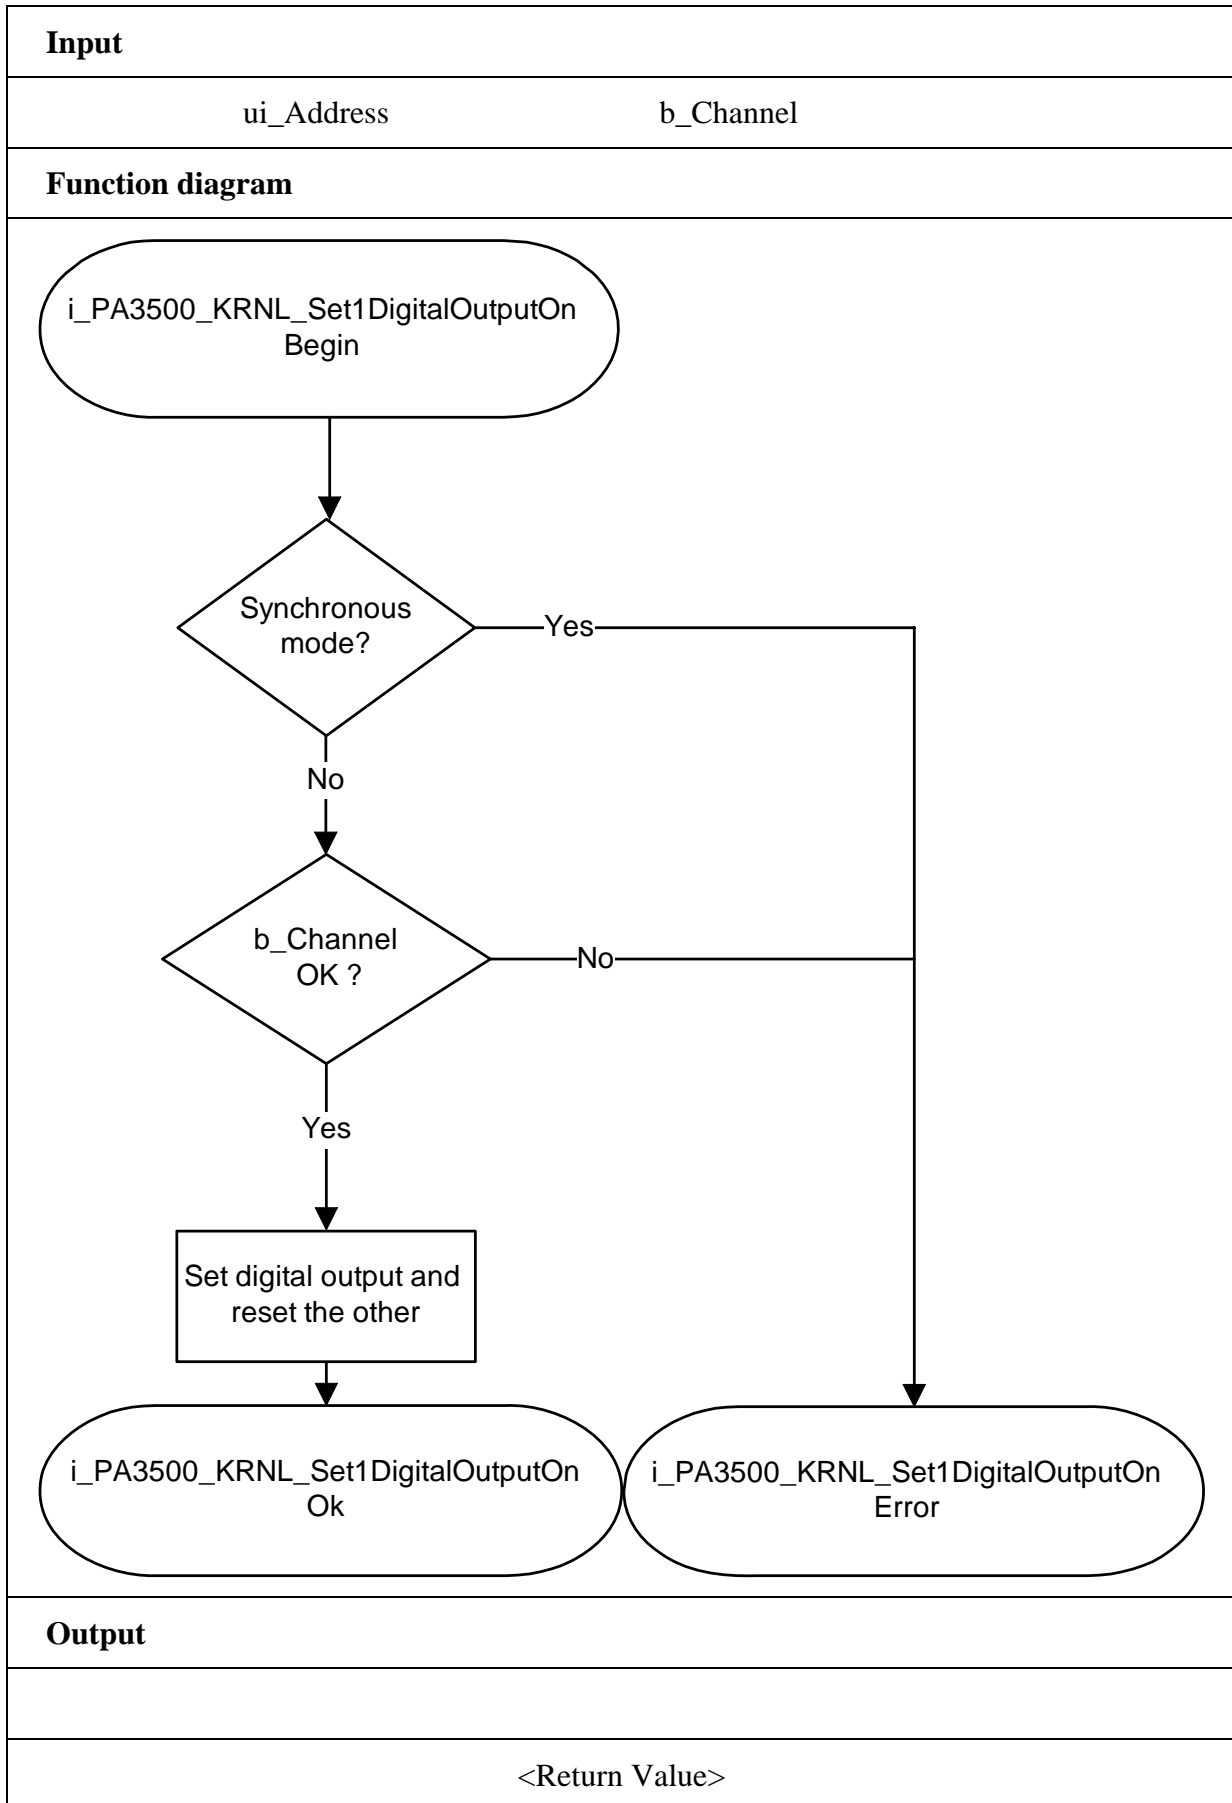 Input
ui_Address b_Channel
Function diagram
i_PA3500_KRNL_Set1DigitalOutputOn
Begin
Synchronous
mode?
Yes
No
b_Channel
OK ?
No
Yes
Set digital output and
reset the other
i_PA3500_KRNL_Set1DigitalOutputOn
Ok
i_PA3500_KRNL_Set1DigitalOutputOn
Error
Output
<Return Value>